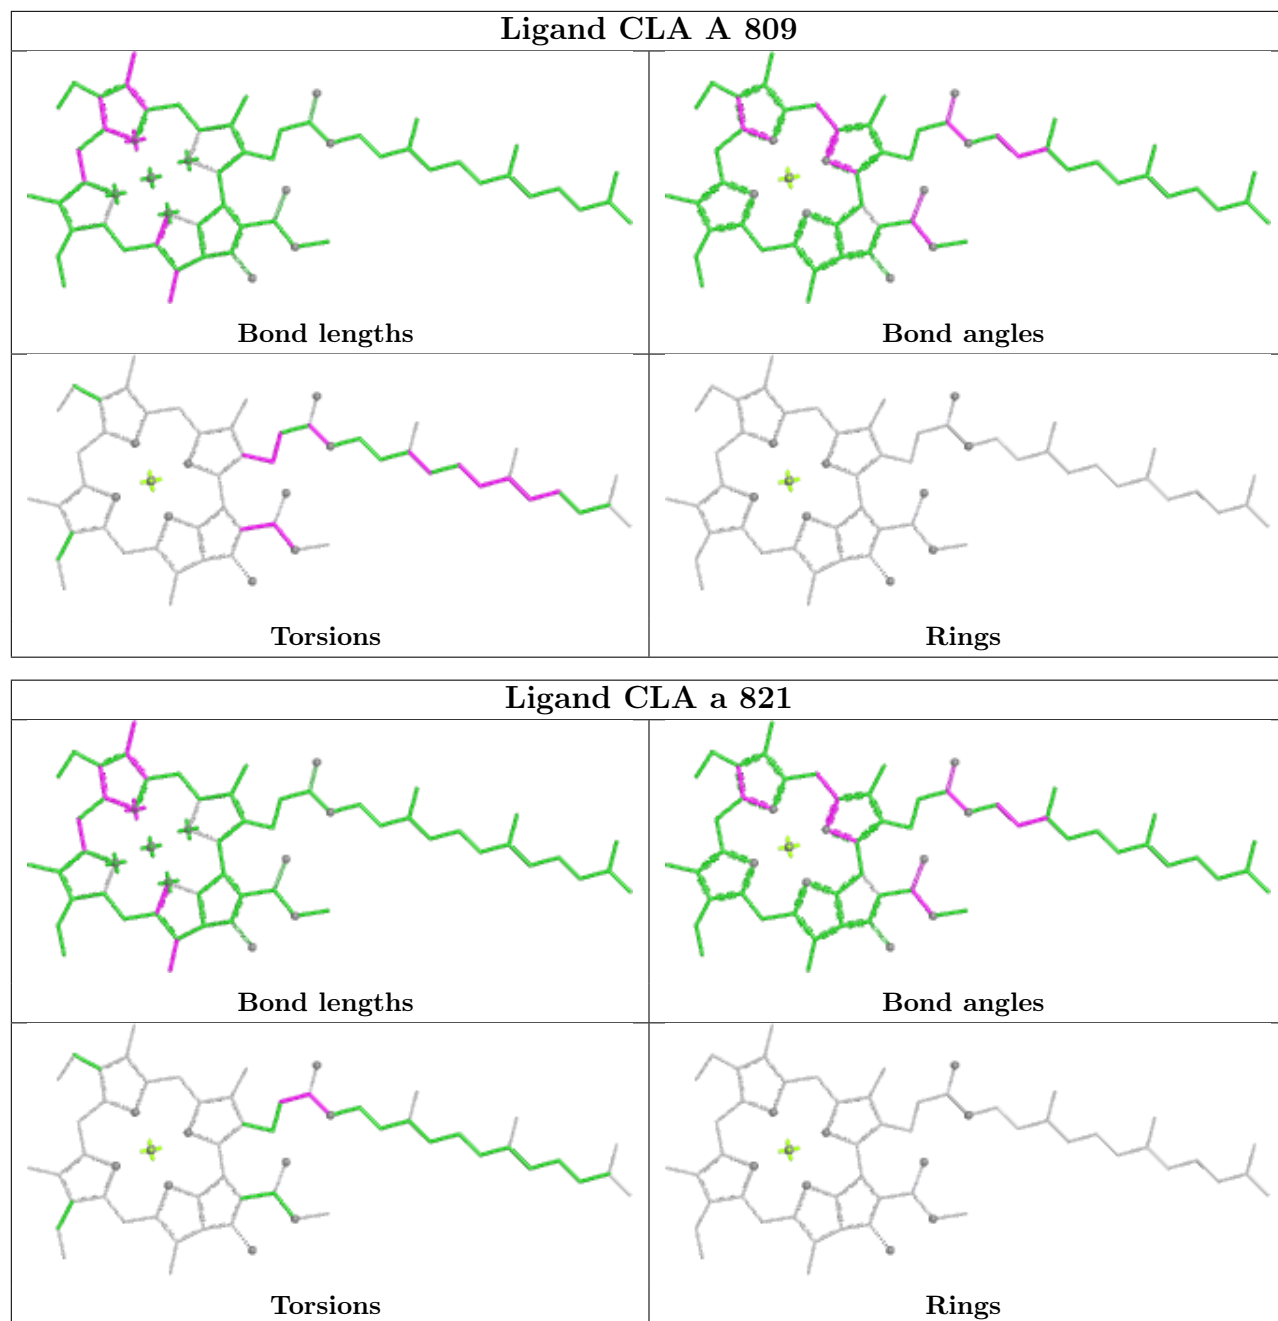 Ligand CLA A 809
Bond lengths
Bond angles
Torsions
Rings
Ligand CLA a 821
Bond lengths
Bond angles
Torsions
Rings